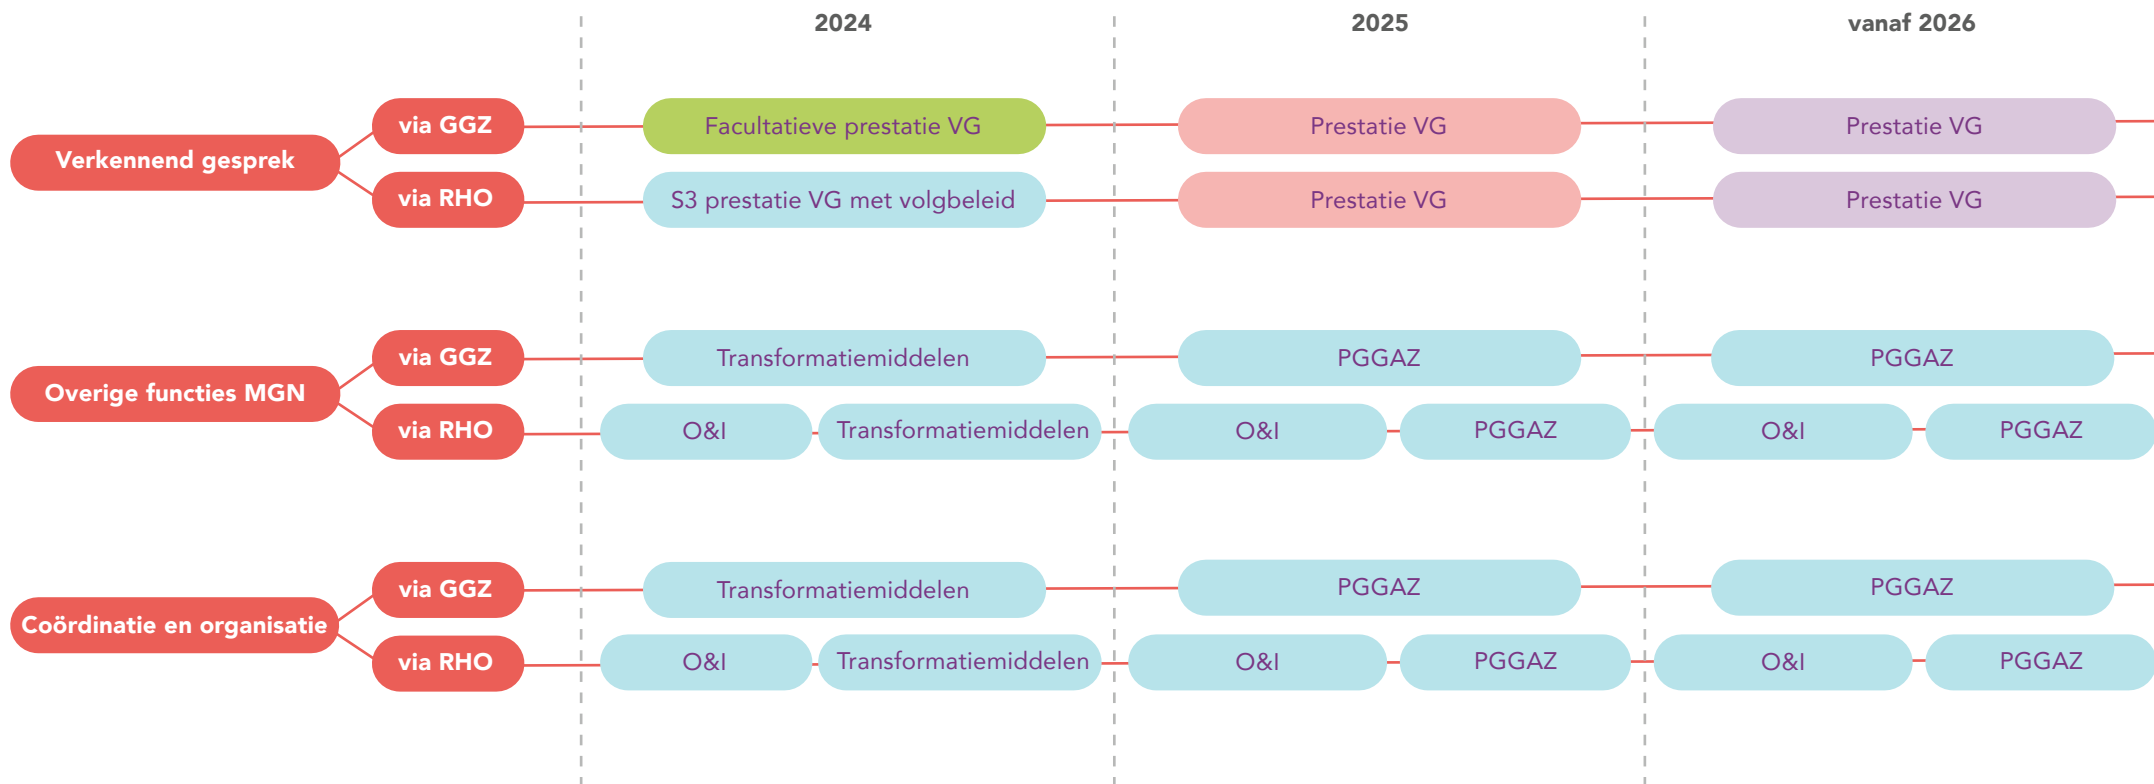 2024
2025
vanaf 2026
Verkennend gesprek
via GGZ
Facultatieve prestatie VG
Prestatie VG
Prestatie VG
via RHO
S3 prestatie VG met volgbeleid
Prestatie VG
Prestatie VG
Overige functies MGN
via GGZ
Transformatiemiddelen
PGGAZ
PGGAZ
via RHO
O&I
Transformatiemiddelen
O&I
PGGAZ
O&I
PGGAZ
Coördinatie en organisatie
via GGZ
Transformatiemiddelen
PGGAZ
PGGAZ
via RHO
O&I
Transformatiemiddelen
O&I
PGGAZ
O&I
PGGAZ